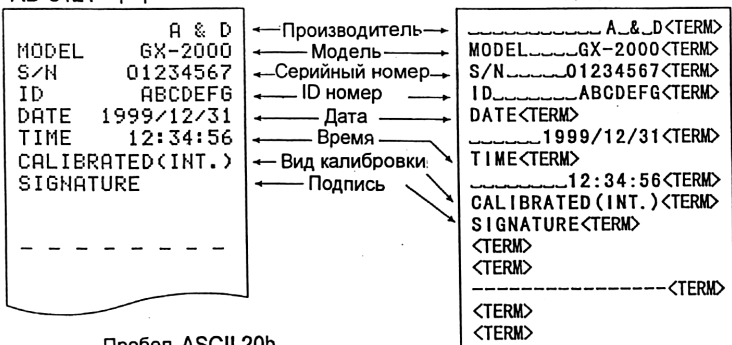 A & D
MODEL GX-2000
S/N 01234567
ID ABCDEFG
DATE 1999/12/31
TIME 12:34:56
CALIBRATED(INT.)
SIGNATURE
- - - - - - - - -
Производитель
Модель
Серийный номер
ID номер
Дата
Время
Вид калибровки
Подпись
␣␣␣␣␣␣␣␣␣␣␣A␣&␣D<TERM>
MODEL␣␣␣␣GX-2000<TERM>
S/N␣␣␣␣␣01234567<TERM>
ID␣␣␣␣␣␣␣ABCDEFG<TERM>
DATE<TERM>
␣␣␣␣␣␣1999/12/31<TERM>
TIME<TERM>
␣␣␣␣␣␣␣␣12:34:56<TERM>
CALIBRATED(INT.)<TERM>
SIGNATURE<TERM>
<TERM>
<TERM>
----------------<TERM>
<TERM>
<TERM>
Пробел ASCII 20h